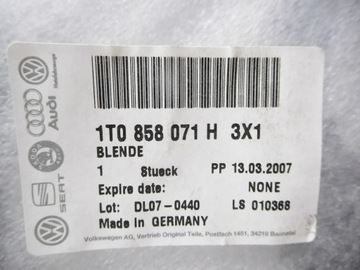 Audi
SEAT
1T0 858 071 H 3X1
BLENDE
1 Stueck PP 13.03.2007
Expire date: NONE
Lot: DL07-0440 LS 010368
Made in GERMANY
Volkswagen AG, Vertrieb Original Teile, Postfach 1451, 34219 Baunatal